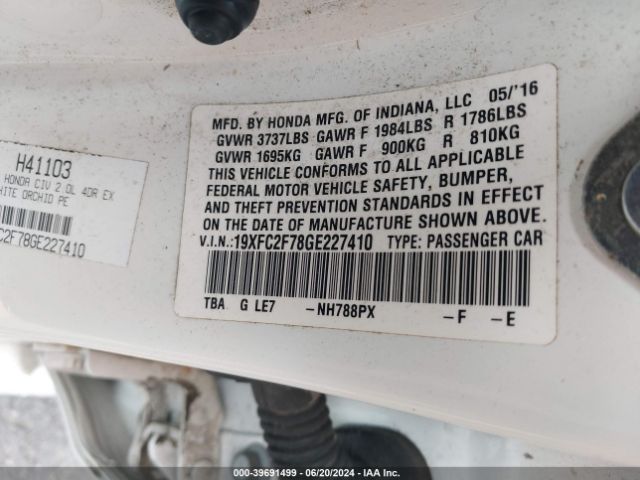 MFD. BY HONDA MFG. OF INDIANA, LLC 05/'16
GVWR 3737LBS GAWR F 1984LBS R 1786LBS
GVWR 1695KG GAWR F 900KG R 810KG
THIS VEHICLE CONFORMS TO ALL APPLICABLE
FEDERAL MOTOR VEHICLE SAFETY, BUMPER,
AND THEFT PREVENTION STANDARDS IN EFFECT
ON THE DATE OF MANUFACTURE SHOWN ABOVE.
V.I.N.: 19XFC2F78GE227410 TYPE: PASSENGER CAR
TBA G LE7 -NH788PX -F -E
H41103
HONDA CIV 2.0L 4DR EX
ORCHID PE
C2F78GE227410
000-39691499 - 06/20/2024 - IAA Inc.